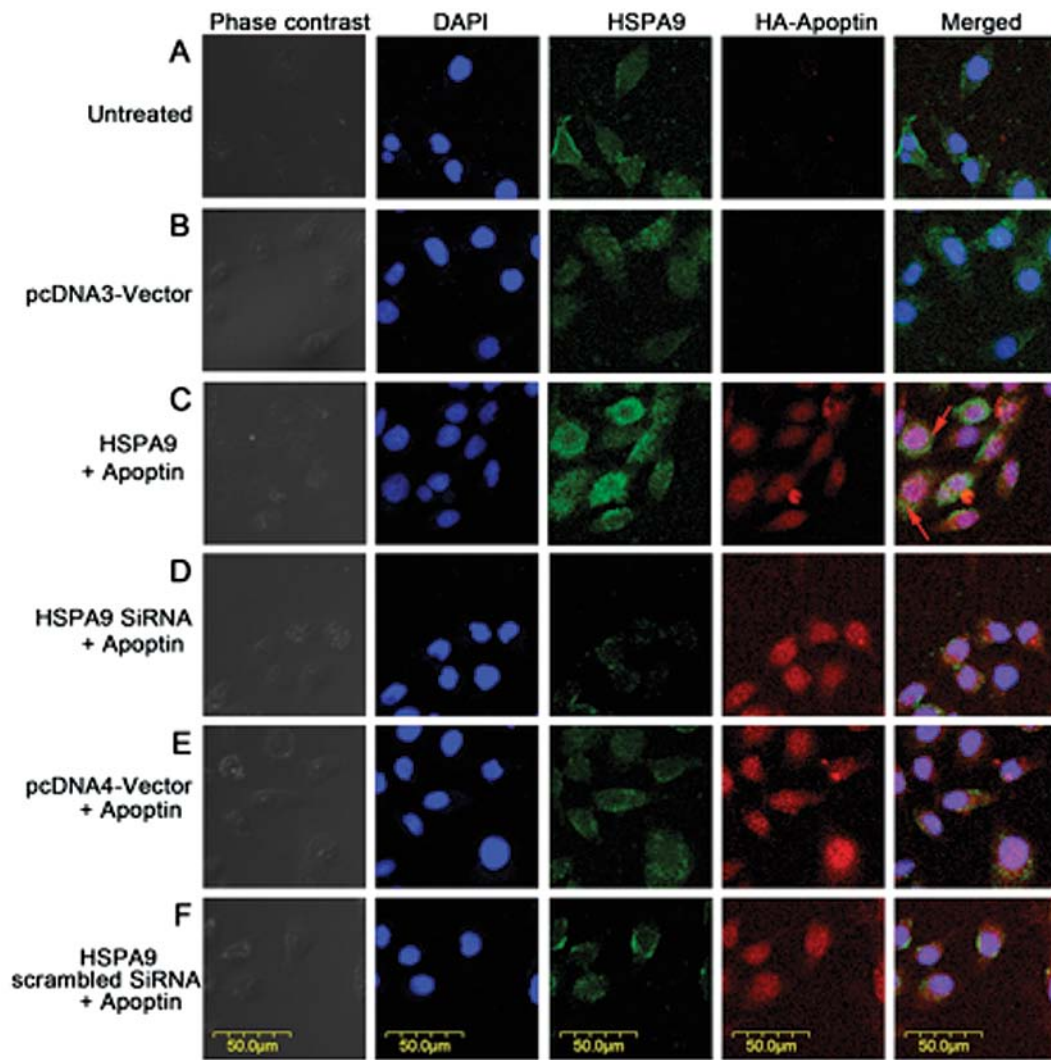 Phase contrast DAPI HSPA9 HA-Apoptin Merged
A
Untreated
B
pcDNA3-Vector
C
HSPA9
+ Apoptin
D
HSPA9 SiRNA
+ Apoptin
E
pcDNA4-Vector
+ Apoptin
F
HSPA9
scrambled SiRNA
+ Apoptin
50.0µm 50.0µm 50.0µm 50.0µm 50.0µm